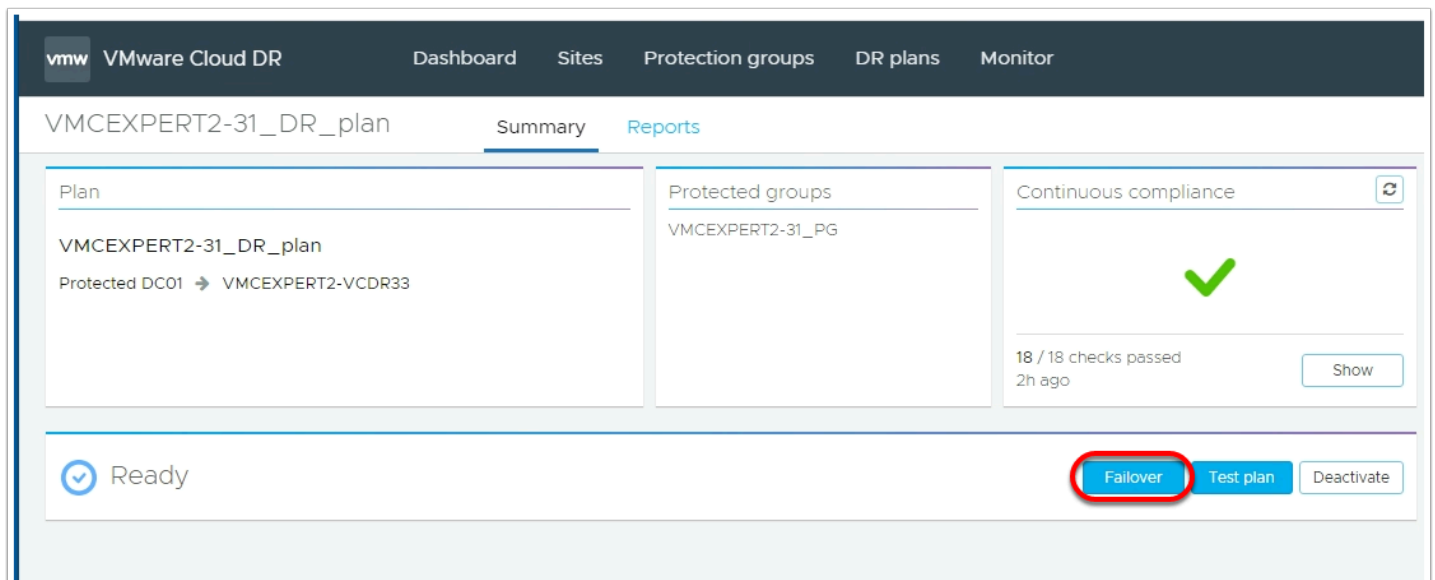 vmw VMware Cloud DR Dashboard Sites Protection groups DR plans Monitor
VMCEXPERT2-31_DR_plan Summary Reports
Plan
VMCEXPERT2-31_DR_plan
Protected DC01 → VMCEXPERT2-VCDR33
Protected groups
VMCEXPERT2-31_PG
Continuous compliance
18 / 18 checks passed
2h ago
Show
Ready
Failover Test plan Deactivate